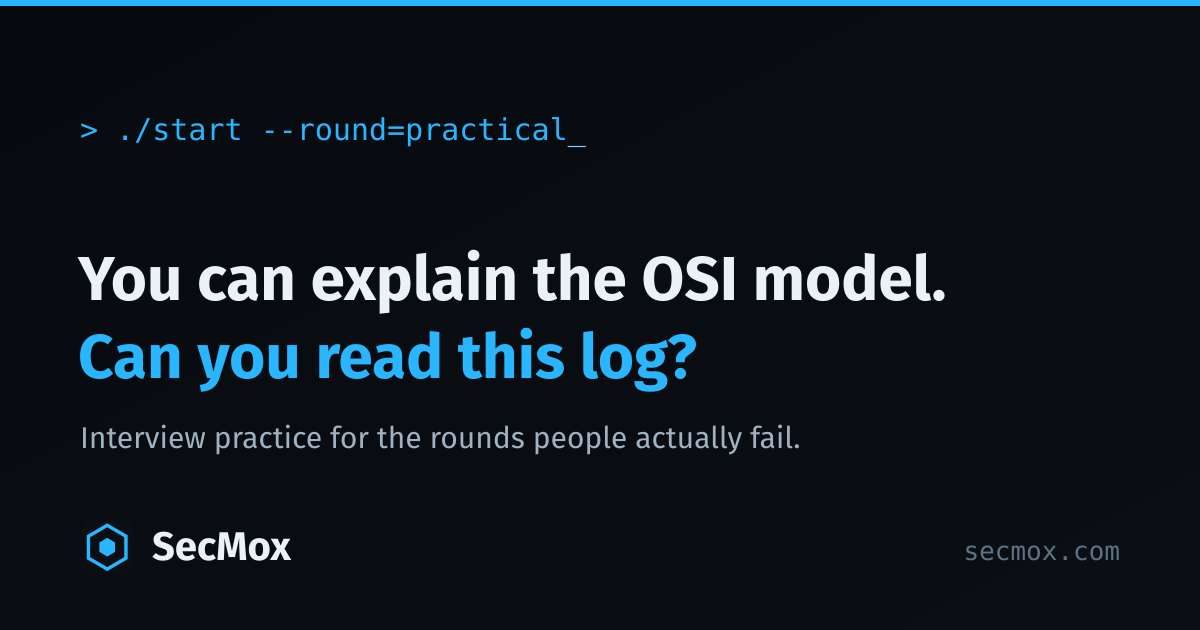 > ./start --round=practical_
You can explain the OSI model.
Can you read this log?
Interview practice for the rounds people actually fail.
SecMox
secmox.com